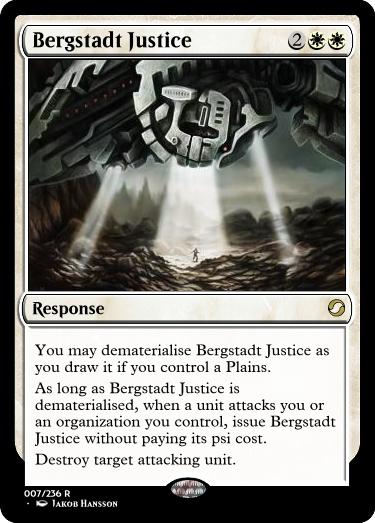 Bergstadt Justice 2
Response
You may dematerialise Bergstadt Justice as
you draw it if you control a Plains.
As long as Bergstadt Justice is
dematerialised, when a unit attacks you or
an organization you control, issue Bergstadt
Justice without paying its psi cost.
Destroy target attacking unit.
007/236 R
· Jakob Hansson